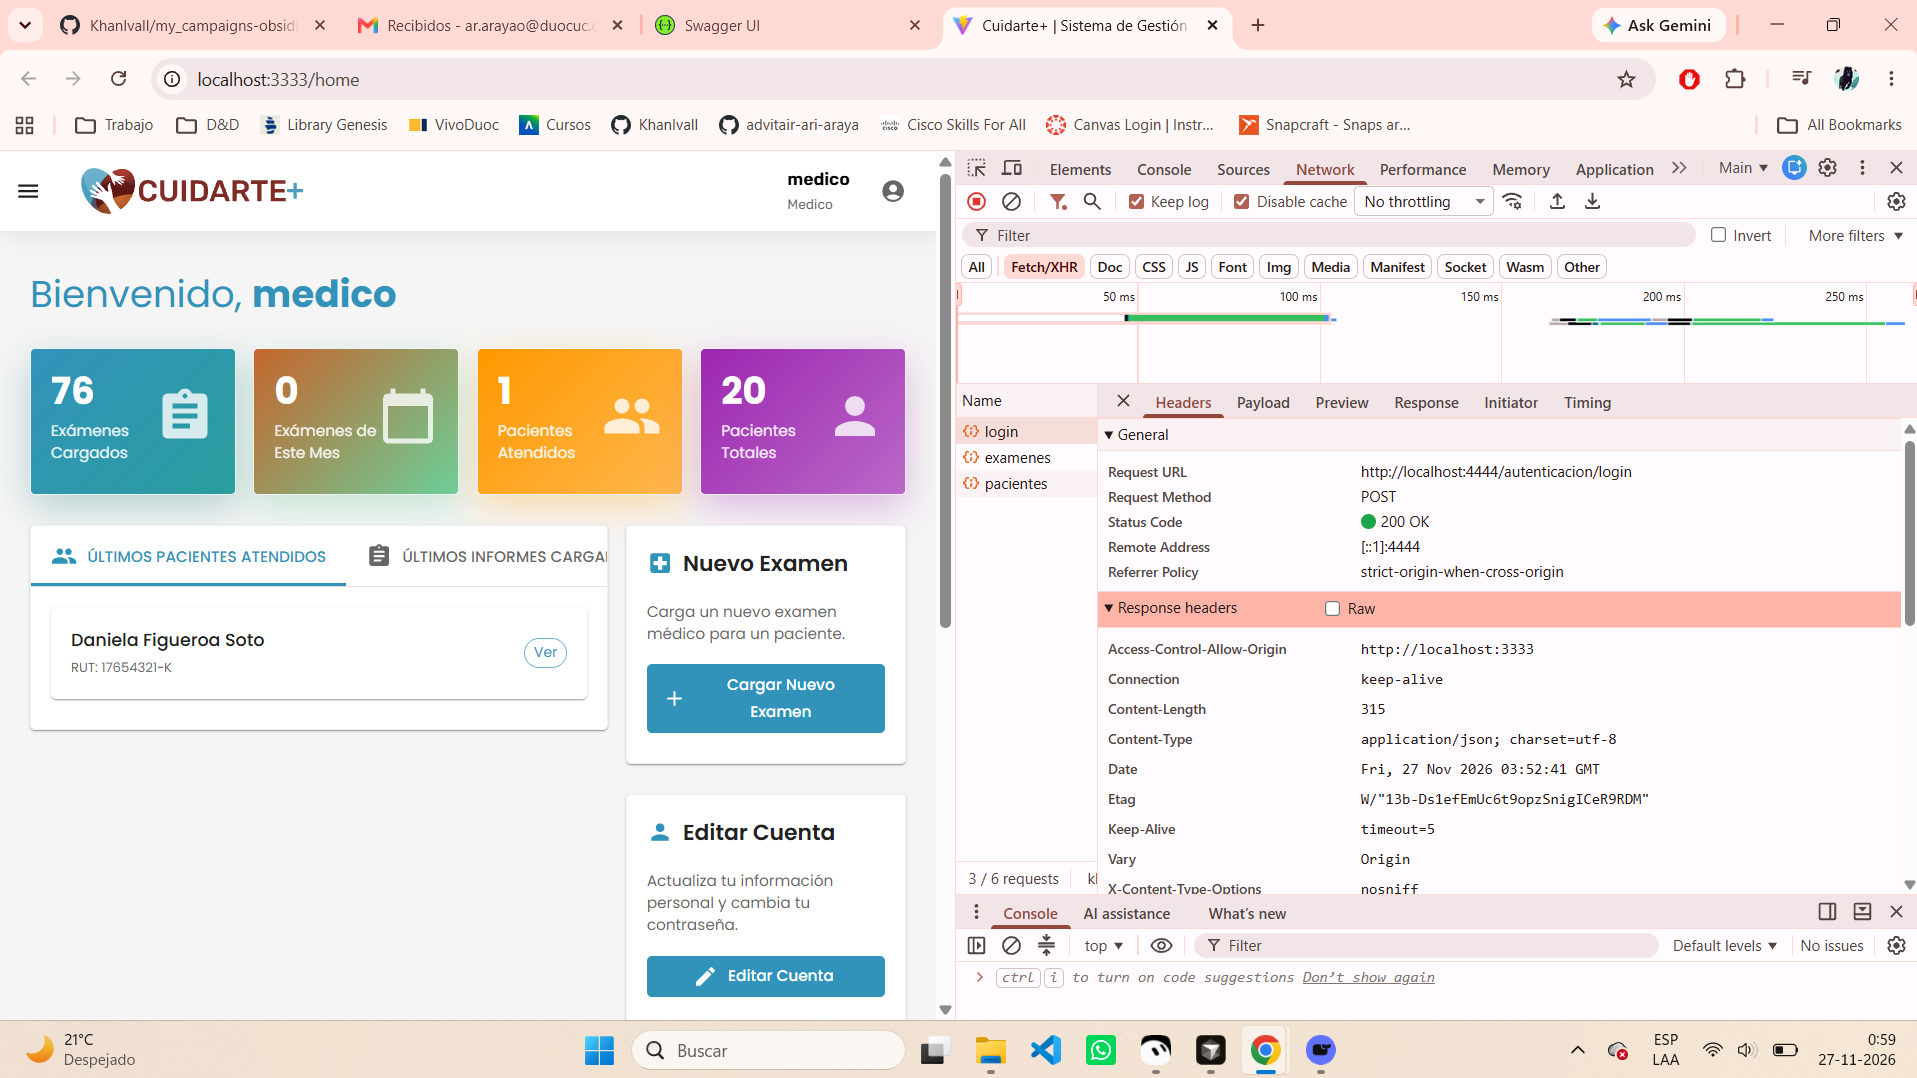 Khanlvall/my_campaigns-obsidi
Recibidos - ar.arayao@duocuc.c
Swagger UI
Cuidarte+ | Sistema de Gestión
Ask Gemini
localhost:3333/home
Trabajo
D&D
Library Genesis
VivoDuoc
Cursos
Khanlvall
advitair-ari-araya
Cisco Skills For All
Canvas Login | Instr...
Snapcraft - Snaps ar...
All Bookmarks
CUIDARTE+
medico
Medico
Bienvenido, medico
76
Exámenes
Cargados
0
Exámenes de
Este Mes
1
Pacientes
Atendidos
20
Pacientes
Totales
ÚLTIMOS PACIENTES ATENDIDOS
ÚLTIMOS INFORMES CARGA
Daniela Figueroa Soto
RUT: 17654321-K
Ver
Nuevo Examen
Carga un nuevo examen
médico para un paciente.
Cargar Nuevo
Examen
Editar Cuenta
Actualiza tu información
personal y cambia tu
contraseña.
Editar Cuenta
Elements
Console
Sources
Network
Performance
Memory
Application
Main
Keep log
Disable cache
No throttling
Filter
Invert
More filters
All
Fetch/XHR
Doc
CSS
JS
Font
Img
Media
Manifest
Socket
Wasm
Other
50 ms
100 ms
150 ms
200 ms
250 ms
Name
Headers
Payload
Preview
Response
Initiator
Timing
login
examenes
pacientes
General
Request URL http://localhost:4444/autenticacion/login
Request Method POST
Status Code 200 OK
Remote Address [::1]:4444
Referrer Policy strict-origin-when-cross-origin
Response headers Raw
Access-Control-Allow-Origin http://localhost:3333
Connection keep-alive
Content-Length 315
Content-Type application/json; charset=utf-8
Date Fri, 27 Nov 2026 03:52:41 GMT
Etag W/"13b-Ds1efEmUc6t9opzSnigICeR9RDM"
Keep-Alive timeout=5
Vary Origin
X-Content-Type-Options nosniff
3 / 6 requests
Console
AI assistance
What's new
top
Filter
Default levels
No issues
ctrl i to turn on code suggestions Don't show again
21°C
Despejado
Buscar
ESP
LAA
0:59
27-11-2026